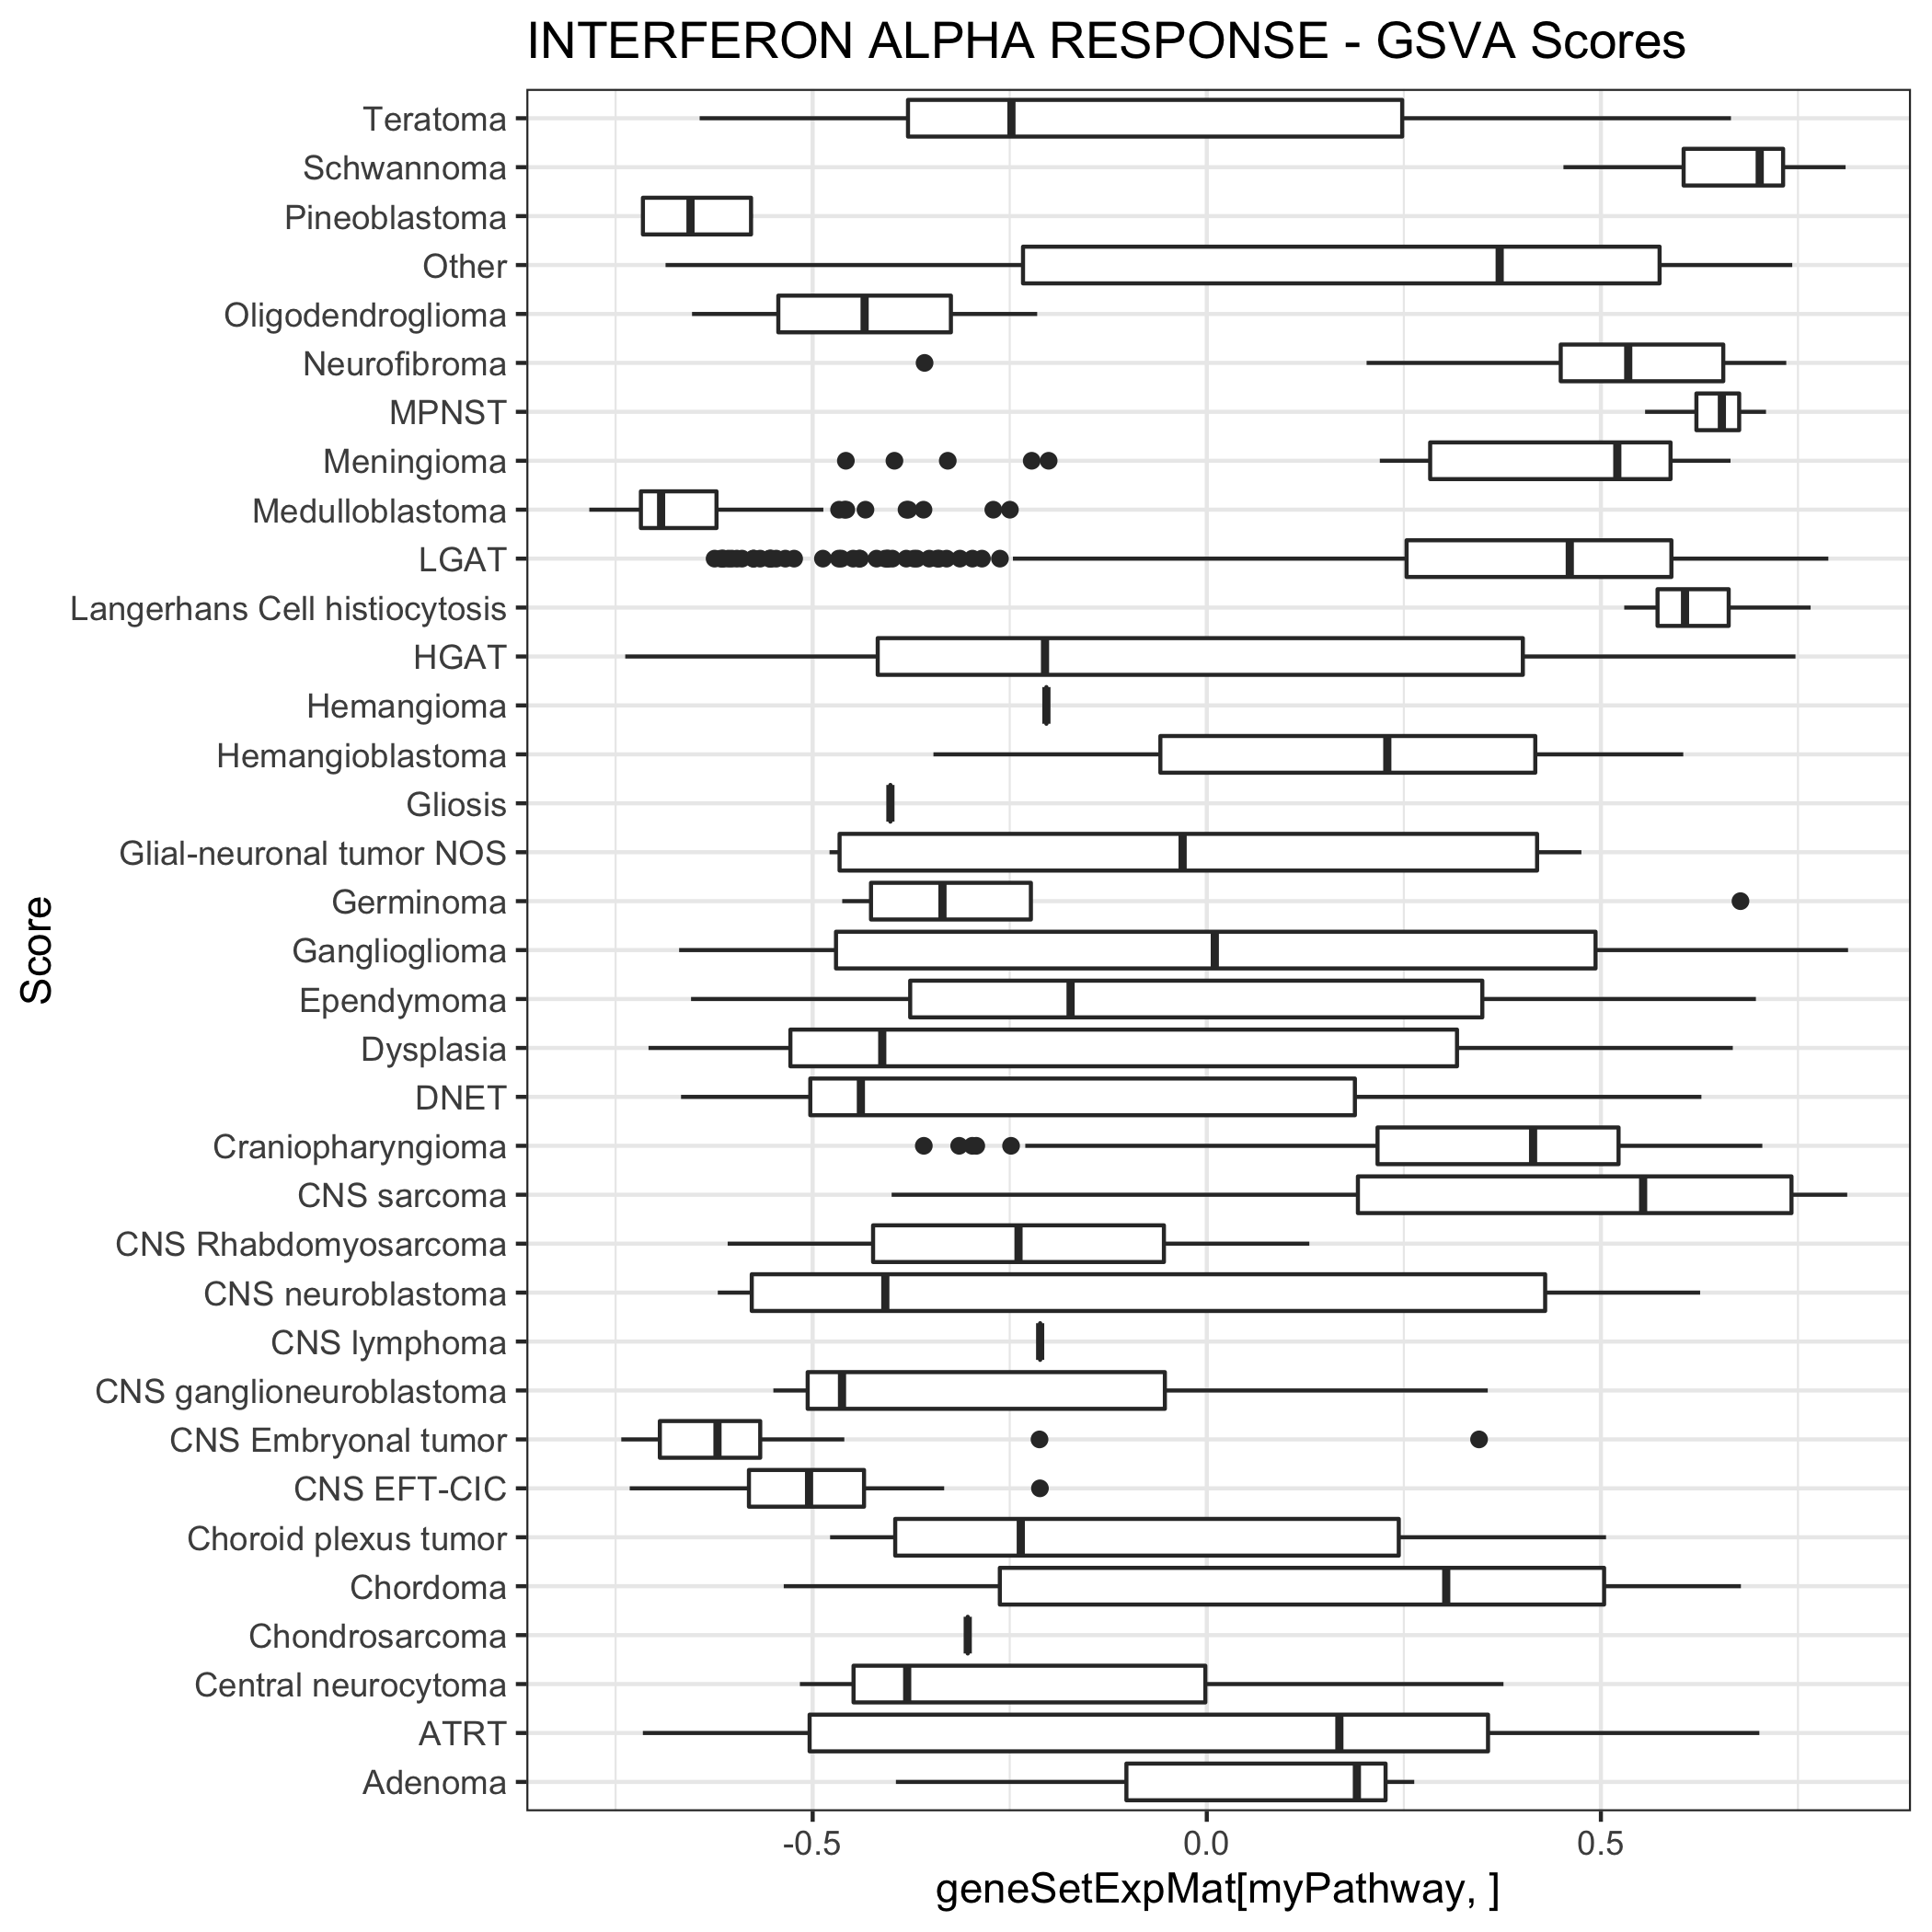 INTERFERON ALPHA RESPONSE - GSVA Scores
Teratoma
Schwannoma
Pineoblastoma
Other
Oligodendroglioma
Neurofibroma
MPNST
Meningioma
Medulloblastoma
LGAT
Langerhans Cell histiocytosis
HGAT
Hemangioma
Hemangioblastoma
Gliosis
Glial-neuronal tumor NOS
Germinoma
Ganglioglioma
Ependymoma
Dysplasia
DNET
Craniopharyngioma
CNS sarcoma
CNS Rhabdomyosarcoma
CNS neuroblastoma
CNS lymphoma
CNS ganglioneuroblastoma
CNS Embryonal tumor
CNS EFT-CIC
Choroid plexus tumor
Chordoma
Chondrosarcoma
Central neurocytoma
ATRT
Adenoma
Score
-0.5 0.0 0.5
geneSetExpMat[myPathway, ]